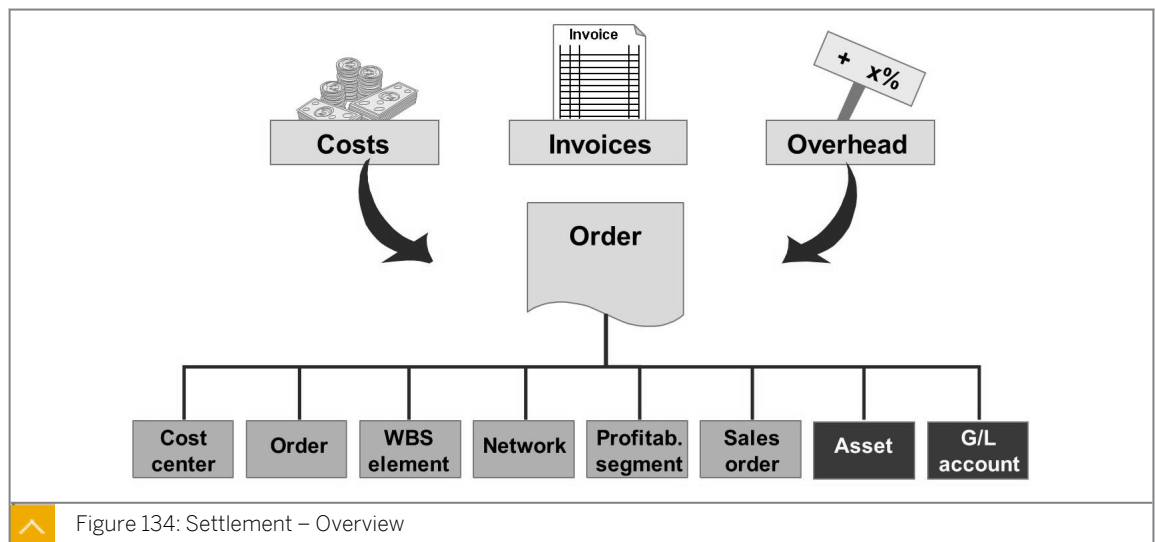 Invoice
+ x%
Costs
Invoices
Overhead
Order
Cost
center
Order
WBS
element
Network
Profitab.
segment
Sales
order
Asset
G/L
account
Figure 134: Settlement – Overview